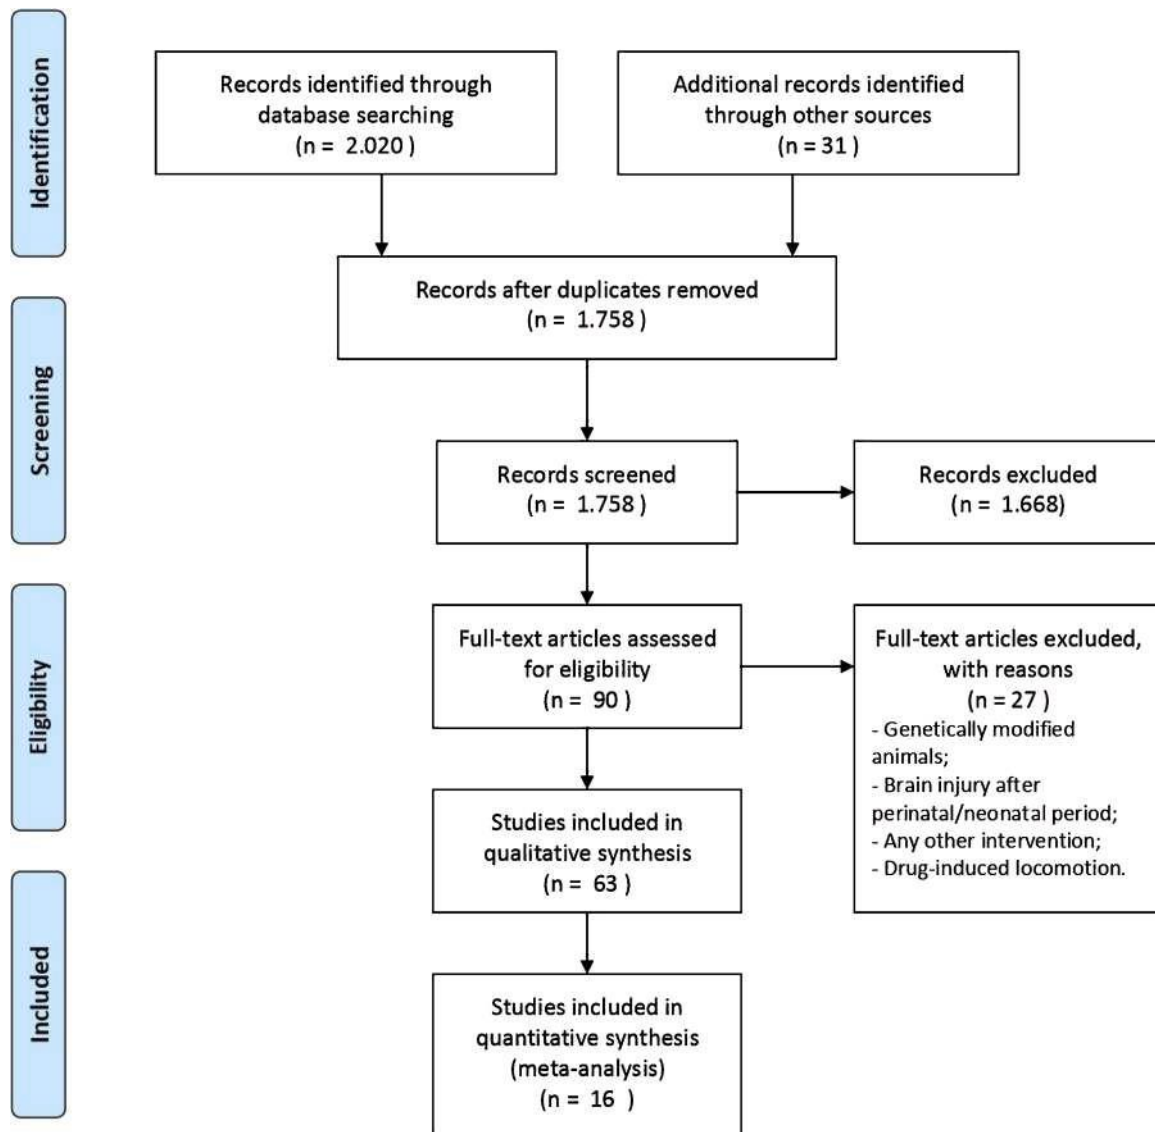 Identification
Records identified through
database searching
(n = 2.020 )
Additional records identified
through other sources
(n = 31 )
Records after duplicates removed
(n = 1.758 )
Screening
Records screened
(n = 1.758 )
Records excluded
(n = 1.668)
Eligibility
Full-text articles assessed
for eligibility
(n = 90 )
Full-text articles excluded,
with reasons
(n = 27 )
- Genetically modified
animals;
- Brain injury after
perinatal/neonatal period;
- Any other intervention;
- Drug-induced locomotion.
Studies included in
qualitative synthesis
(n = 63 )
Included
Studies included in
quantitative synthesis
(meta-analysis)
(n = 16 )